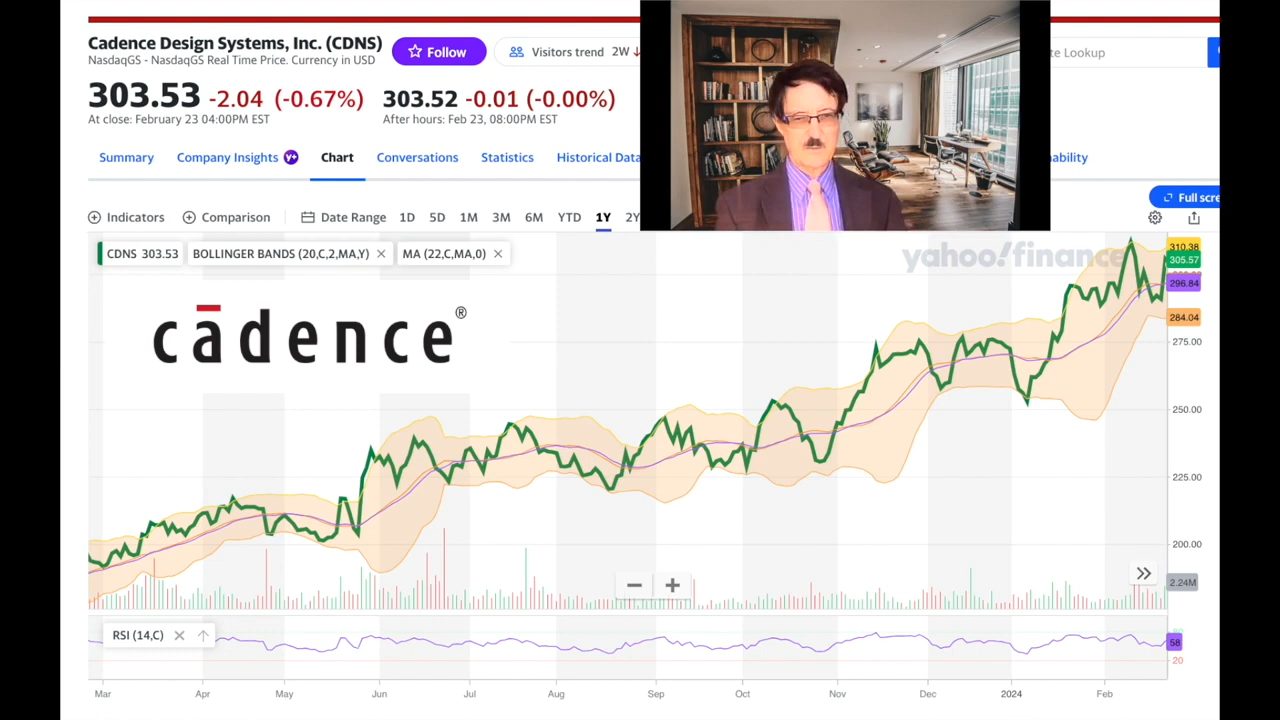 Cadence Design Systems, Inc. (CDNS)
NasdaqGS - NasdaqGS Real Time Price. Currency in USD
Follow
Visitors trend 2W
Lookup
303.53 -2.04 (-0.67%)
At close: February 23 04:00PM EST
303.52 -0.01 (-0.00%)
After hours: Feb 23, 08:00PM EST
Summary
Company Insights
Y+
Chart
Conversations
Statistics
Historical Data
Indicators
Comparison
Date Range
1D
5D
1M
3M
6M
YTD
1Y
2Y
Full
CDNS 303.53
BOLLINGER BANDS (20,C,2,MA,Y)
MA (22,C,MA,0)
yahoo!finance
cādence®
310.38
305.57
296.84
284.04
275.00
250.00
225.00
200.00
2.24M
RSI (14,C)
58
20
Mar
Apr
May
Jun
Jul
Aug
Sep
Oct
Nov
Dec
2024
Feb